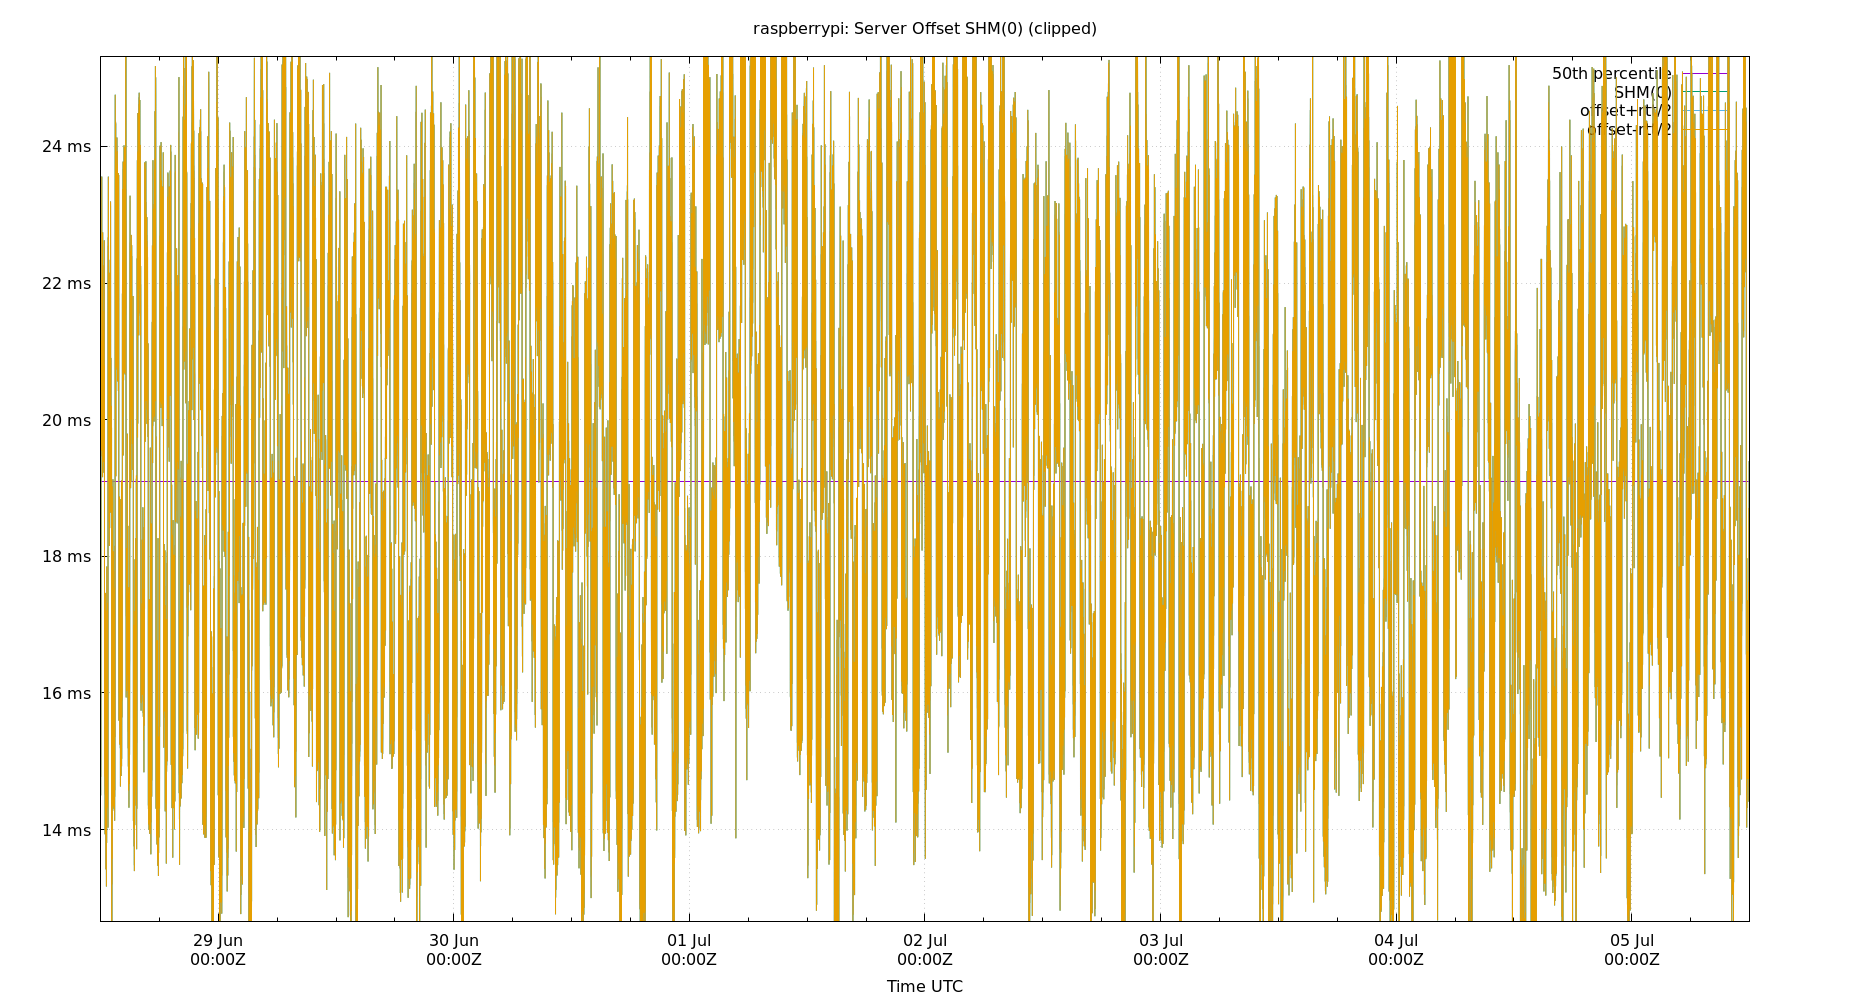 raspberrypi: Server Offset SHM(0) (clipped)
50th percentile
SHM(0)
offset+rtt/2
offset-rtt/2
24 ms
22 ms
20 ms
18 ms
16 ms
14 ms
29 Jun 30 Jun 01 Jul 02 Jul 03 Jul 04 Jul 05 Jul
00:00Z 00:00Z 00:00Z 00:00Z 00:00Z 00:00Z 00:00Z
Time UTC